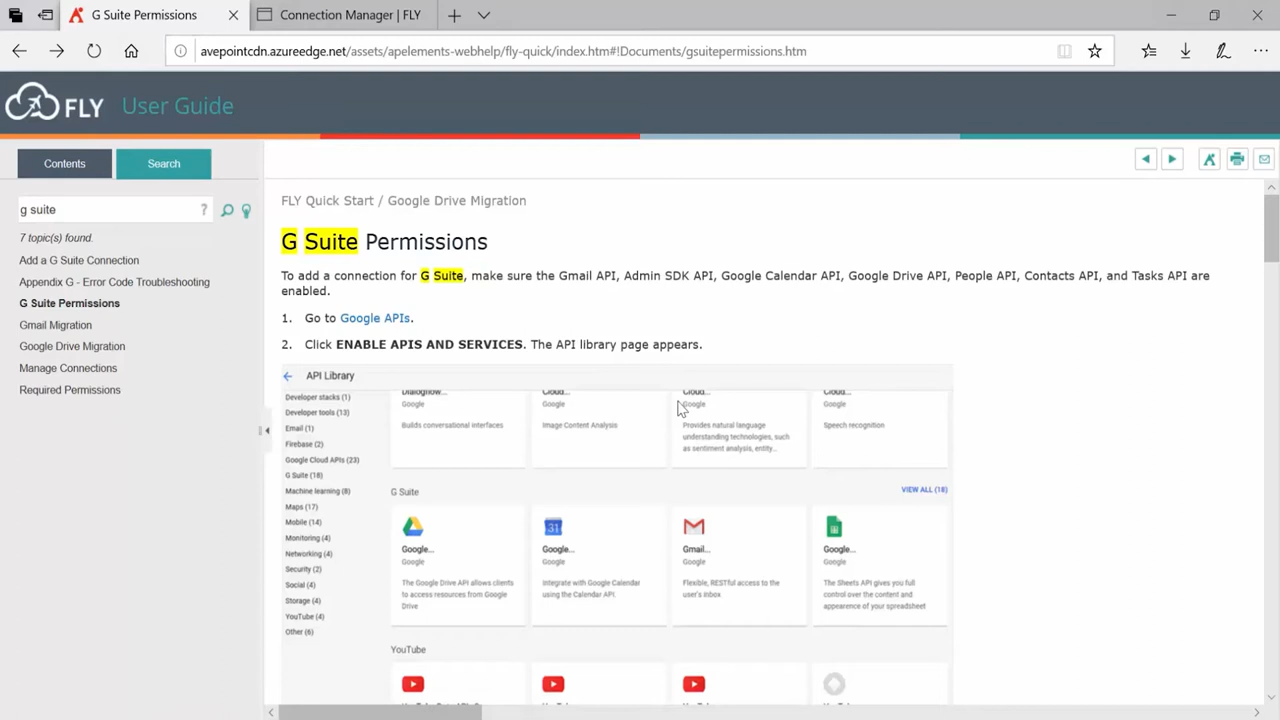 G Suite Permissions
Connection Manager | FLY
avepointcdn.azureedge.net/assets/apelements-webhelp/fly-quick/index.htm#!Documents/gsuitepermissions.htm
FLY User Guide
Contents
Search
g suite
?
7 topic(s) found.
Add a G Suite Connection
Appendix G - Error Code Troubleshooting
G Suite Permissions
Gmail Migration
Google Drive Migration
Manage Connections
Required Permissions
FLY Quick Start / Google Drive Migration
G Suite Permissions
To add a connection for G Suite, make sure the Gmail API, Admin SDK API, Google Calendar API, Google Drive API, People API, Contacts API, and Tasks API are
enabled.
1. Go to Google APIs.
2. Click ENABLE APIS AND SERVICES. The API library page appears.
API Library
Developer stacks (1)
Developer tools (13)
Email (1)
Firebase (2)
Google Cloud APIs (23)
G Suite (18)
Machine learning (8)
Maps (17)
Mobile (14)
Monitoring (4)
Networking (4)
Security (2)
Social (4)
Storage (4)
YouTube (4)
Other (6)
Dialogflow...
Google
Builds conversational interfaces
Cloud...
Google
Image Content Analysis
Cloud...
Google
Provides natural language
understanding technologies, such
as sentiment analysis, entity...
Cloud...
Google
Speech recognition
G Suite
VIEW ALL (18)
Google...
Google
The Google Drive API allows clients
to access resources from Google
Drive
31
Google...
Google
Integrate with Google Calendar
using the Calendar API.
Gmail...
Google
Flexible, RESTful access to the
user's inbox
Google...
Google
The Sheets API gives you full
control over the content and
appearence of your spreadsheet
YouTube